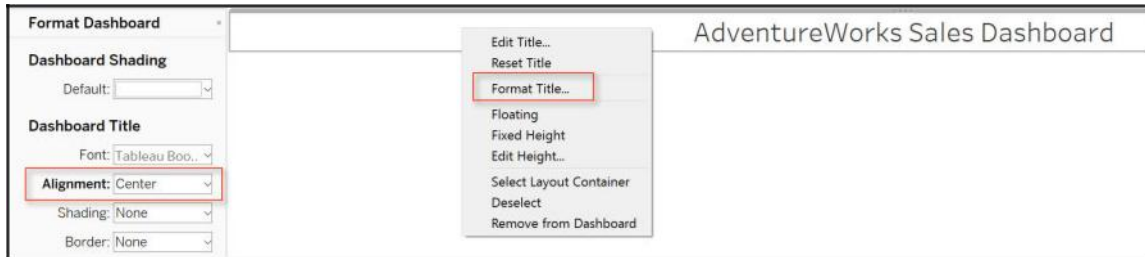 Format Dashboard
Dashboard Shading
Default:
Dashboard Title
Font: Tableau Boo..
Alignment: Center
Shading: None
Border: None
AdventureWorks Sales Dashboard
Edit Title...
Reset Title
Format Title...
Floating
Fixed Height
Edit Height...
Select Layout Container
Deselect
Remove from Dashboard